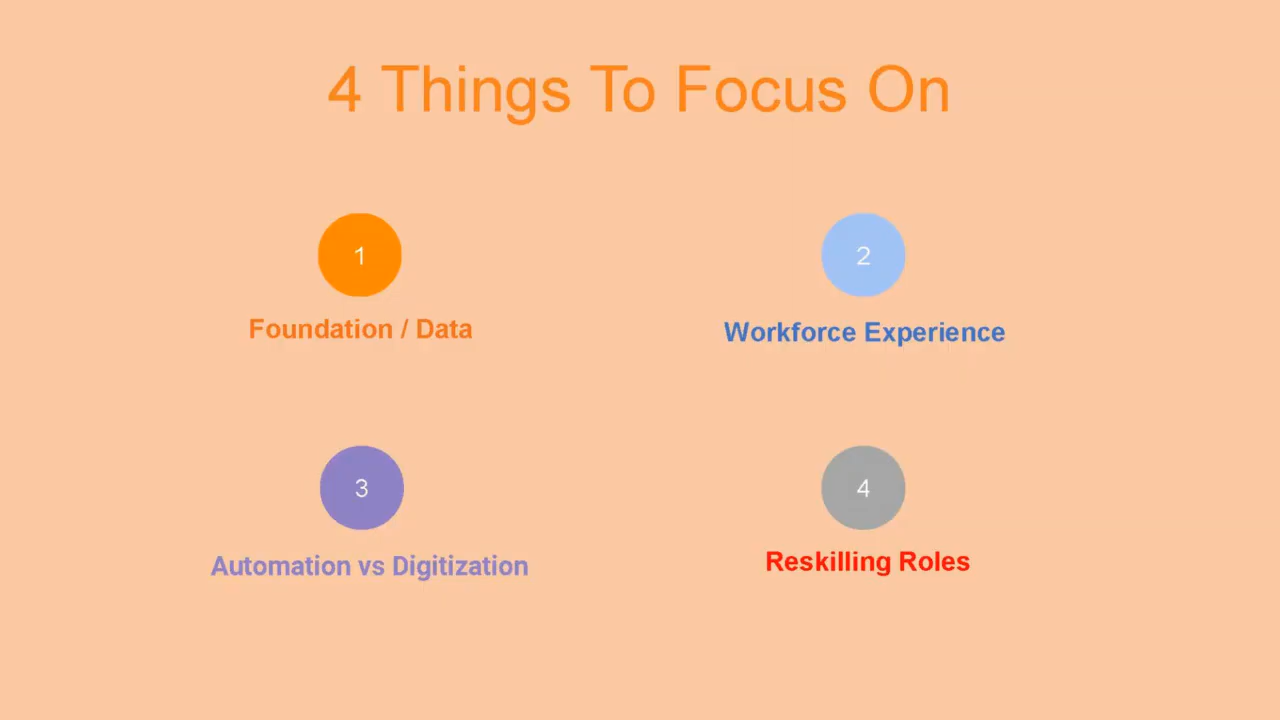 4 Things To Focus On
1
Foundation / Data
2
Workforce Experience
3
Automation vs Digitization
4
Reskilling Roles